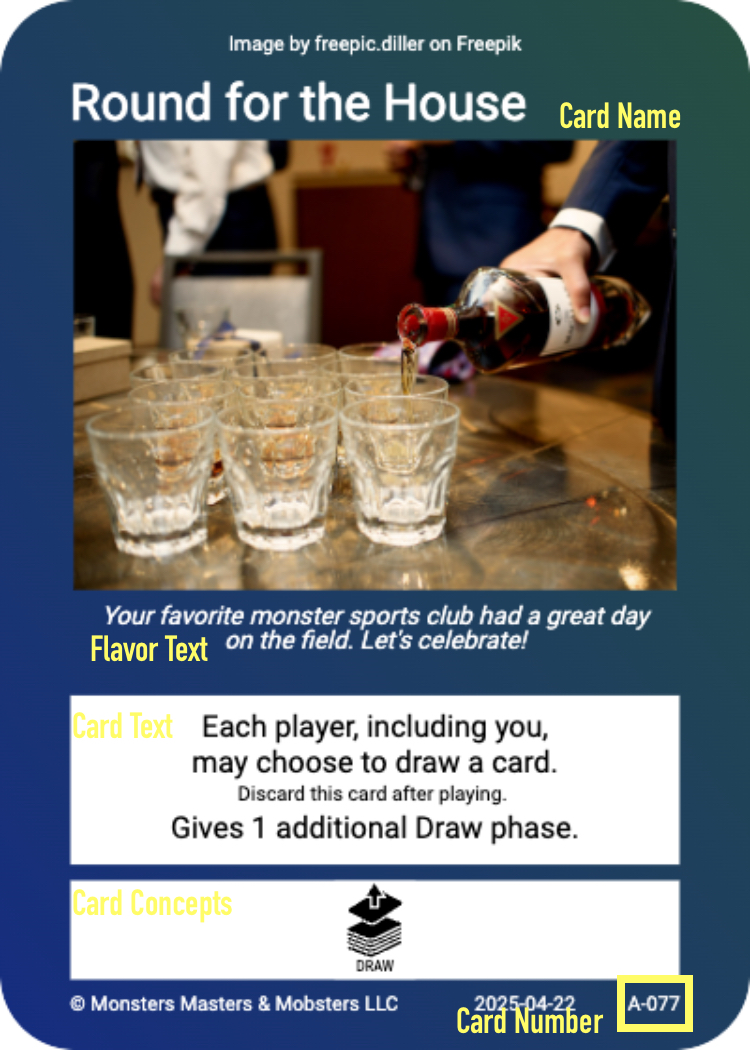 Image by freepic.diller on Freepik
Round for the House
Card Name
Your favorite monster sports club had a great day
on the field. Let's celebrate!
Flavor Text
Card Text
Each player, including you,
may choose to draw a card.
Discard this card after playing.
Gives 1 additional Draw phase.
Card Concepts
DRAW
© Monsters Masters & Mobsters LLC
2025-04-22
A-077
Card Number